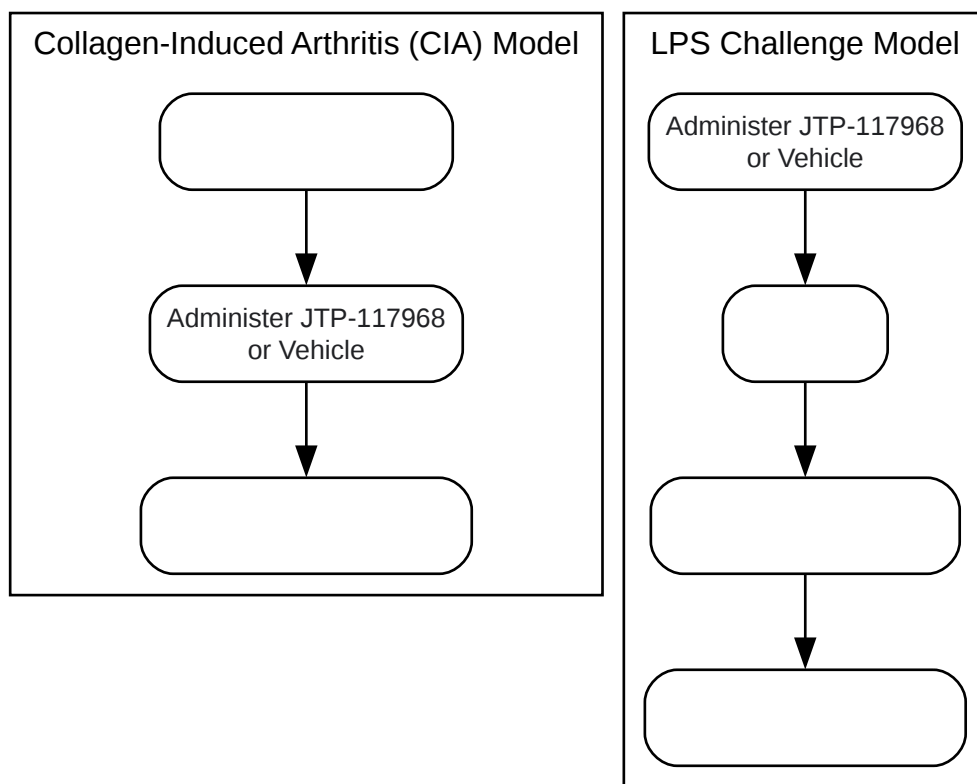 Collagen-Induced Arthritis (CIA) Model
Administer JTP-117968
or Vehicle
LPS Challenge Model
Administer JTP-117968
or Vehicle